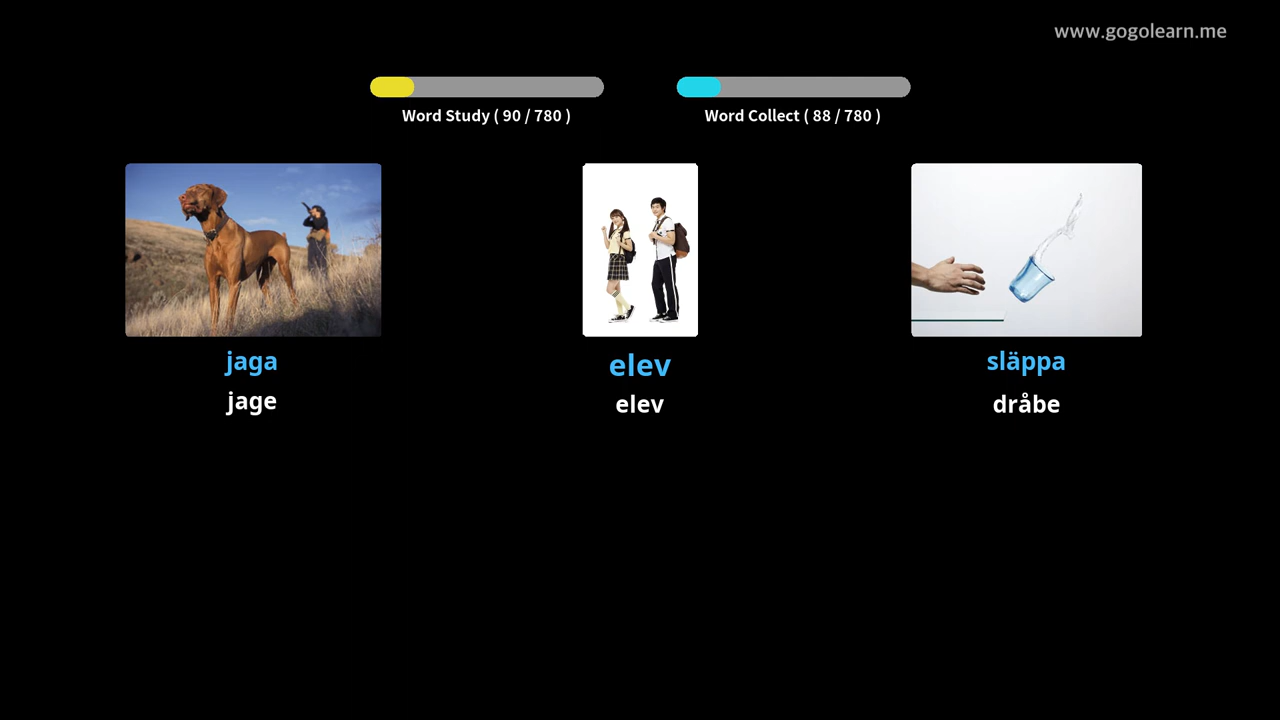 www.gogolearn.me
Word Study ( 90 / 780 )
Word Collect ( 88 / 780 )
jaga
jage
elev
elev
släppa
dråbe